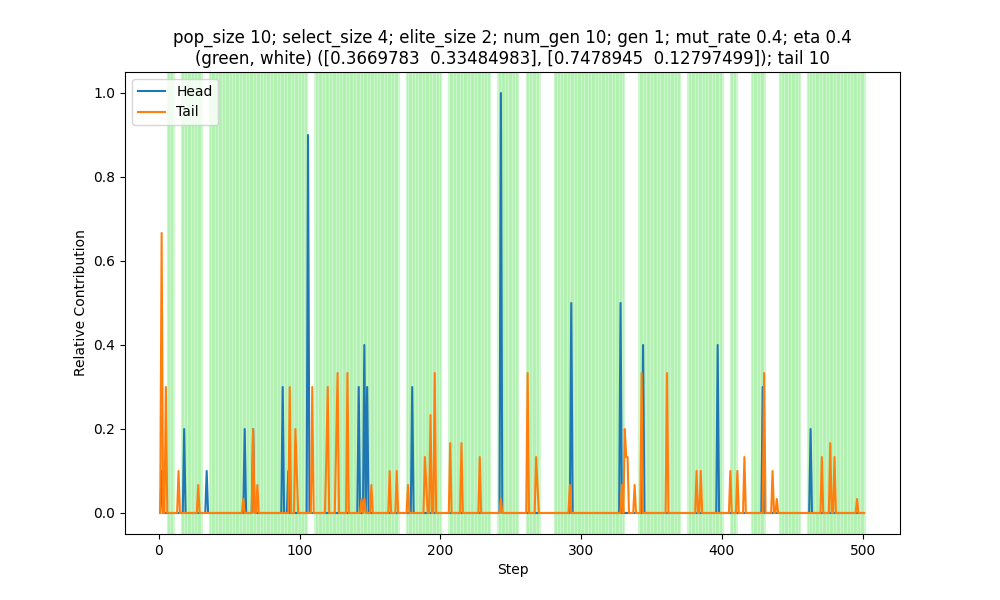 pop_size 10; select_size 4; elite_size 2; num_gen 10; gen 1; mut_rate 0.4; eta 0.4
(green, white) ([0.3669783  0.33484983], [0.7478945  0.12797499]); tail 10
Head
Tail
1.0
0.8
0.6
0.4
0.2
0.0
Relative Contribution
0 100 200 300 400 500
Step